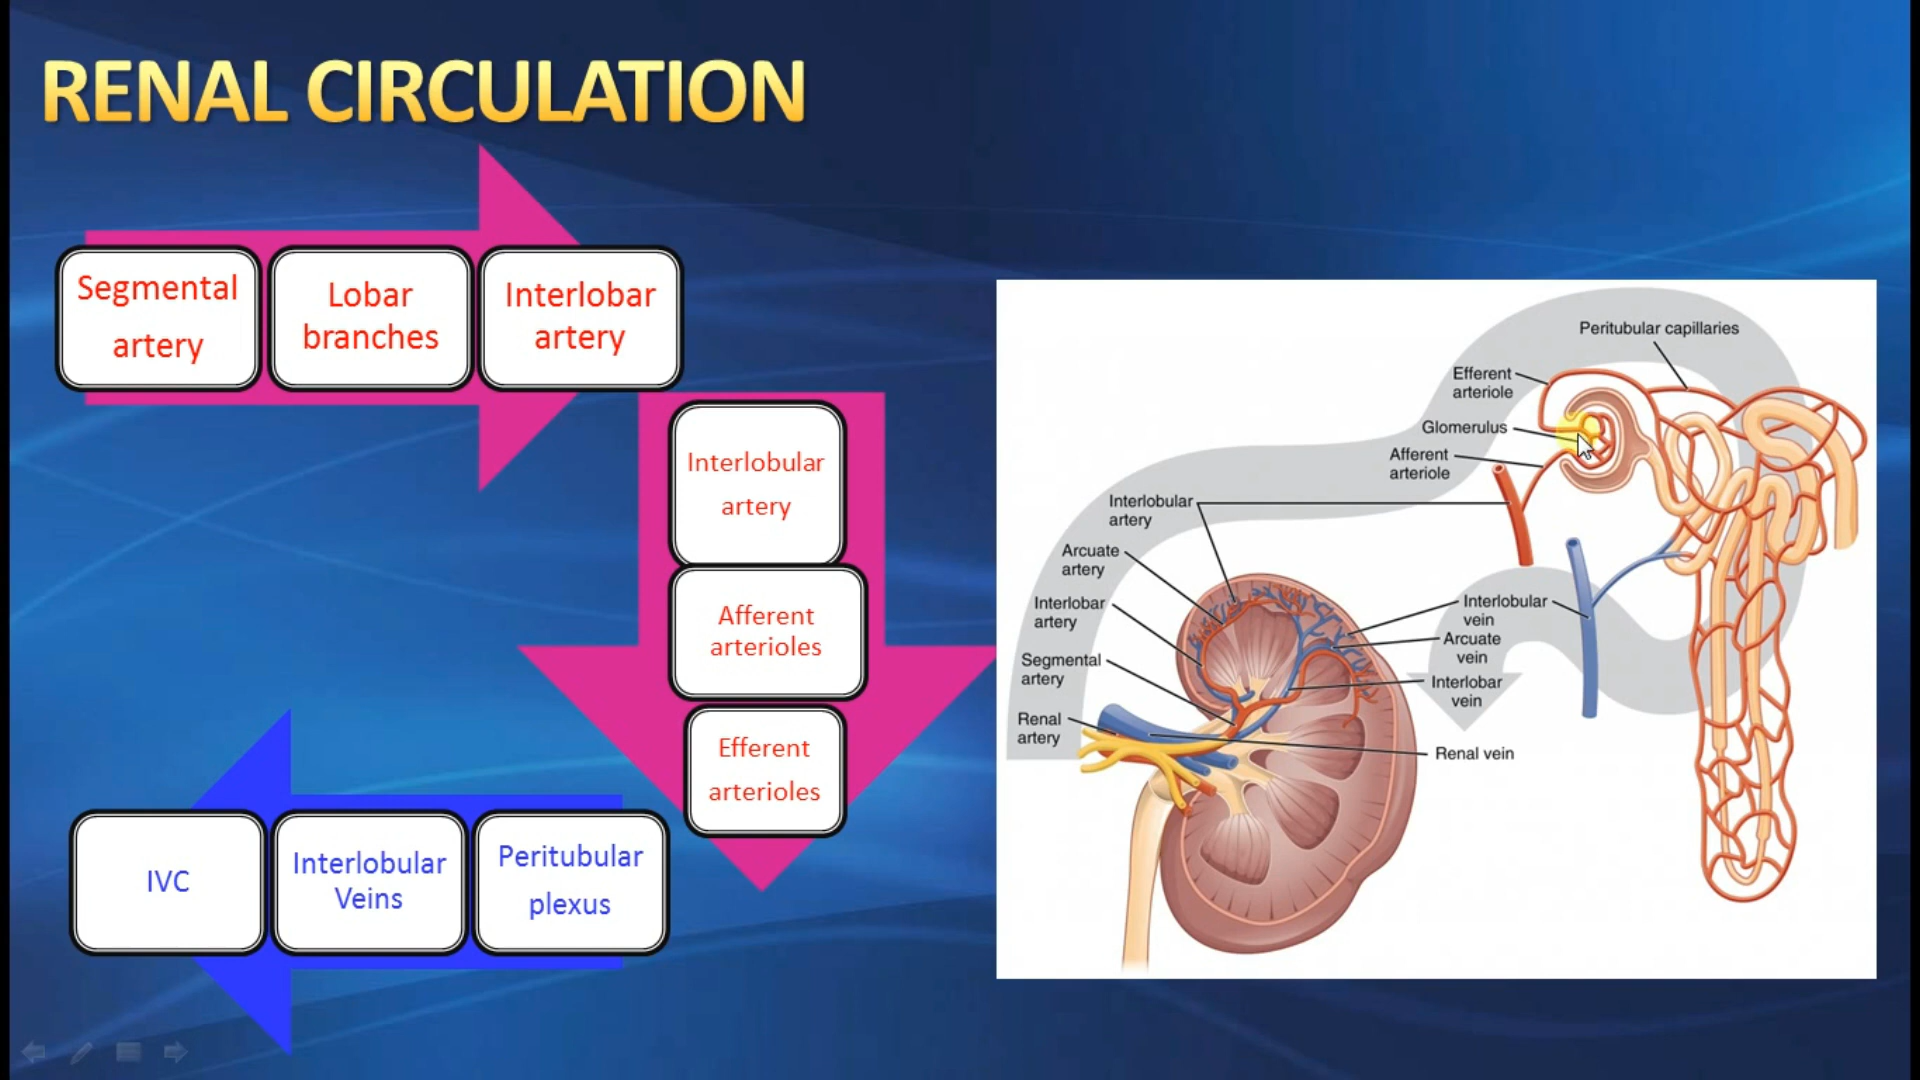 RENAL CIRCULATION
Segmental
artery
Lobar
branches
Interlobar
artery
Interlobular
artery
Afferent
arterioles
Efferent
arterioles
IVC
Interlobular
Veins
Peritubular
plexus
Peritubular capillaries
Efferent
arteriole
Glomerulus
Afferent
arteriole
Interlobular
artery
Arcuate
artery
Interlobar
artery
Segmental
artery
Renal
artery
Interlobular
vein
Arcuate
vein
Interlobar
vein
Renal vein